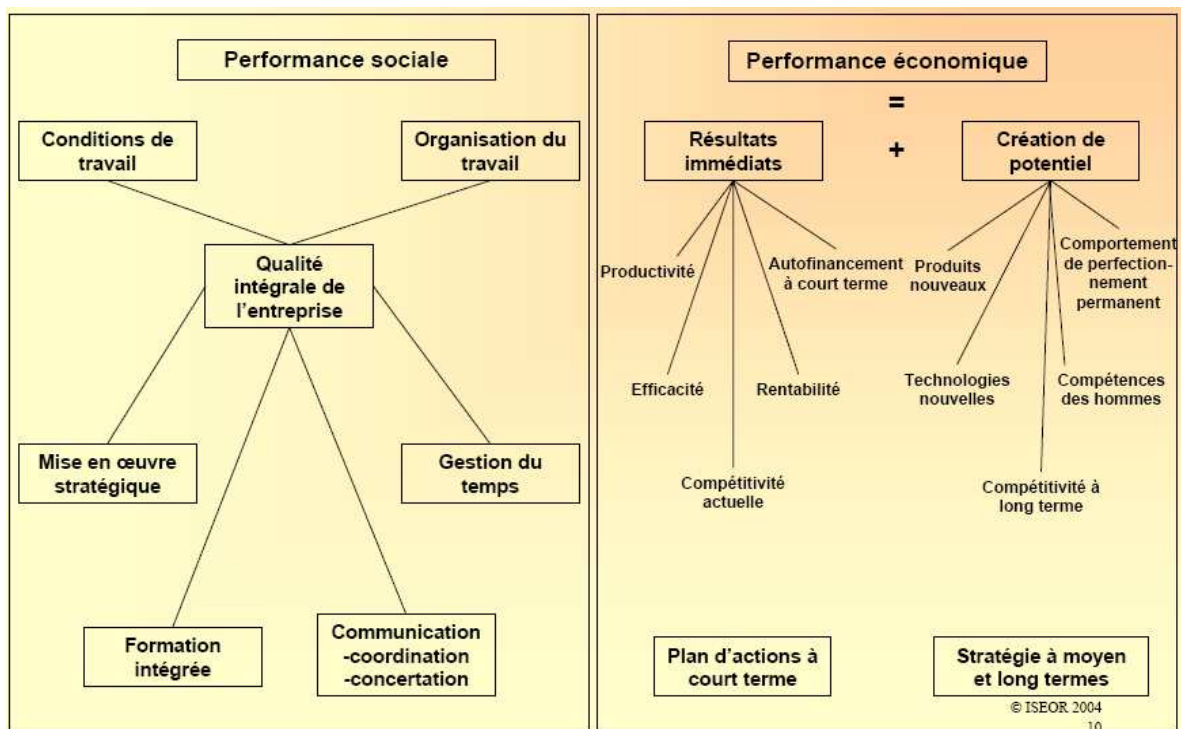 Performance sociale
Conditions de
travail
Organisation du
travail
Qualité
intégrale de
l'entreprise
Mise en œuvre
stratégique
Gestion du
temps
Formation
intégrée
Communication
-coordination
-concertation
Performance économique
=
Résultats
immédiats
+
Création de
potentiel
Productivité
Autofinancement
à court terme
Efficacité
Rentabilité
Compétitivité
actuelle
Produits
nouveaux
Comportement
de perfection-
nement
permanent
Technologies
nouvelles
Compétences
des hommes
Compétitivité à
long terme
Plan d'actions à
court terme
Stratégie à moyen
et long termes
© ISEOR 2004
10